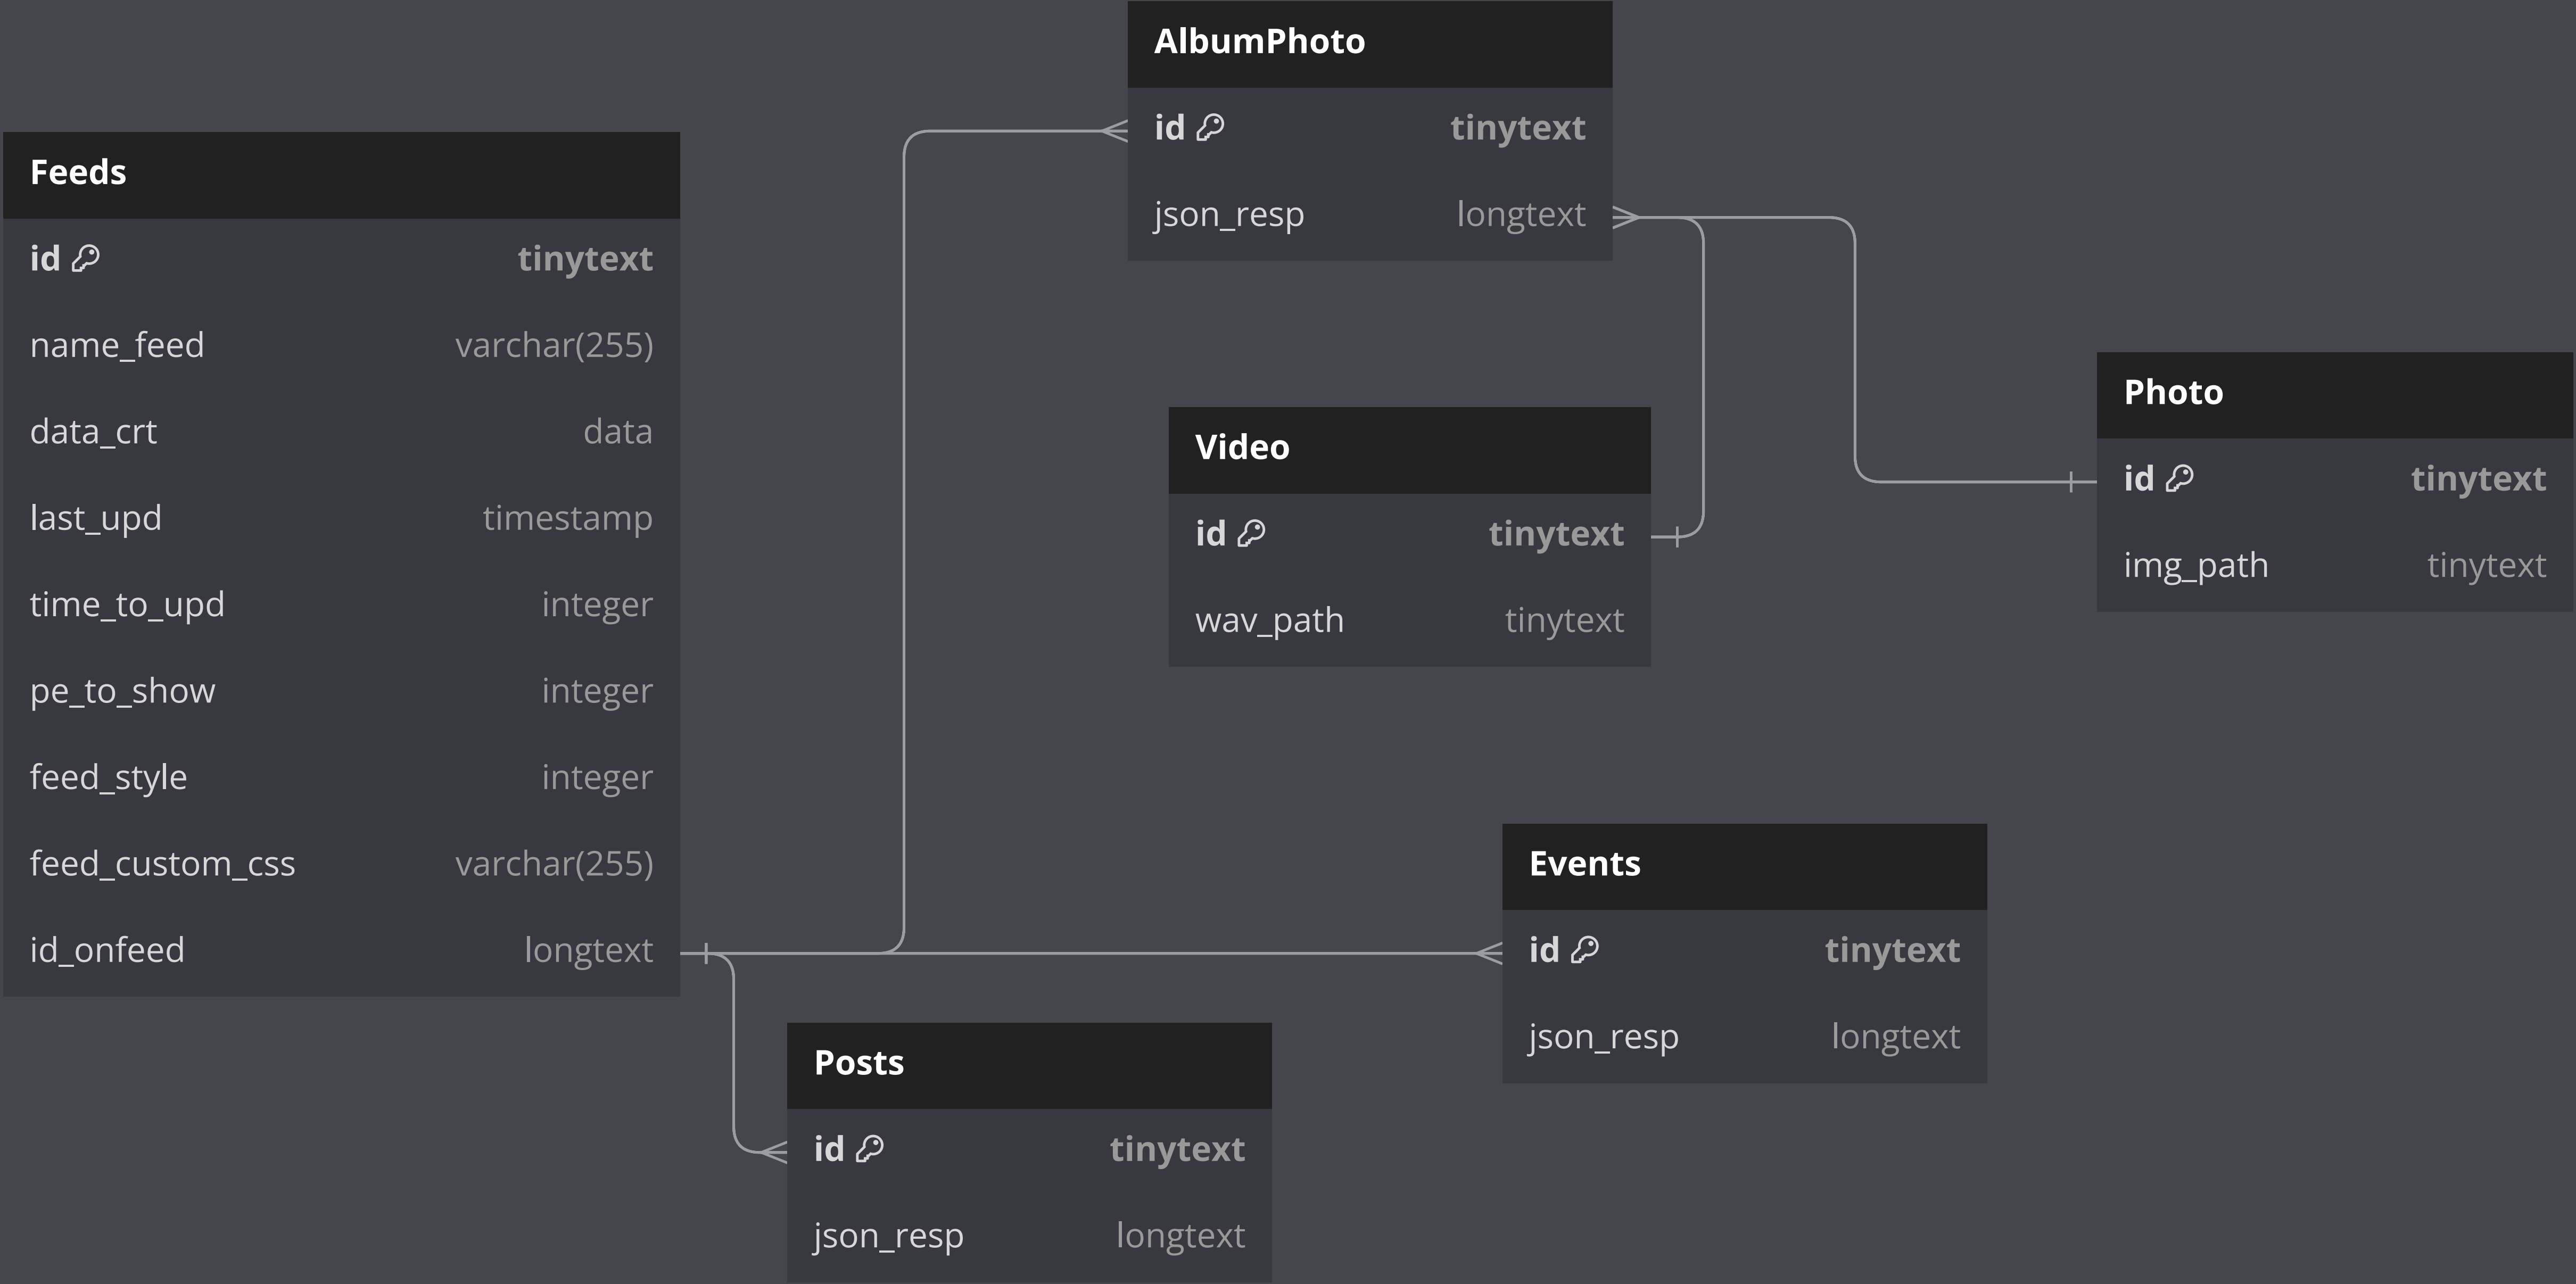 AlbumPhoto
id tinytext
json_resp longtext
Feeds
id tinytext
name_feed varchar(255)
data_crt data
last_upd timestamp
time_to_upd integer
pe_to_show integer
feed_style integer
feed_custom_css varchar(255)
id_onfeed longtext
Video
id tinytext
wav_path tinytext
Photo
id tinytext
img_path tinytext
Events
id tinytext
json_resp longtext
Posts
id tinytext
json_resp longtext